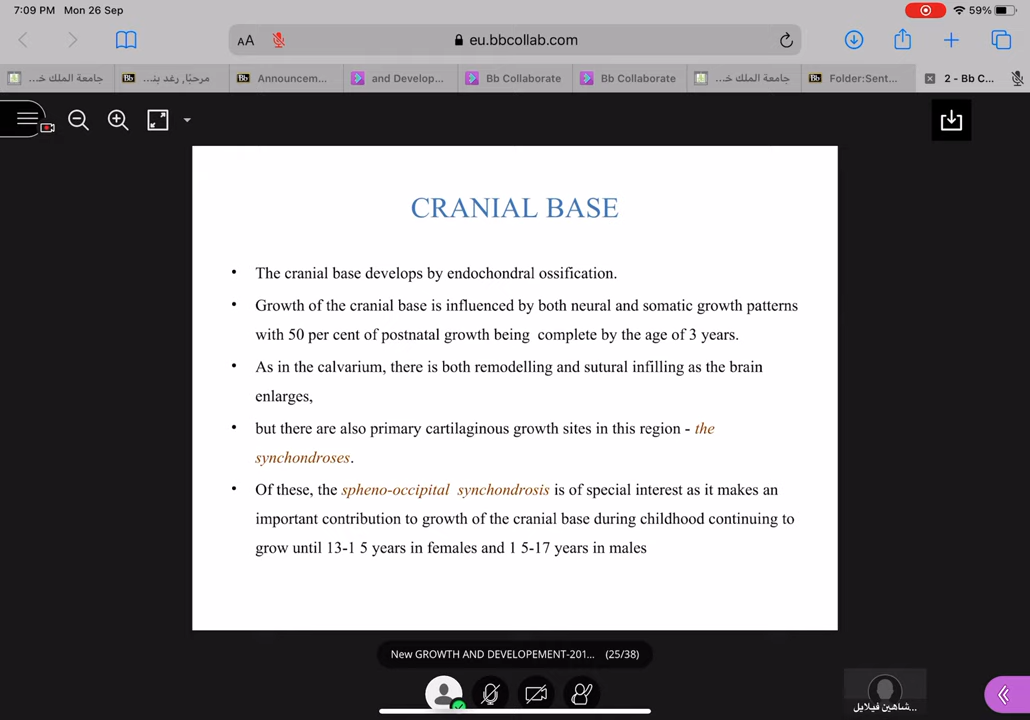 7:09 PM Mon 26 Sep
59%
AA
eu.bbcollab.com
جامعة الملك خـ...
Bb مرحبًا, رغد بنـ...
Bb Announcem...
and Develop...
Bb Collaborate
Bb Collaborate
جامعة الملك خـ...
Bb Folder:Sent...
2 - Bb C...
CRANIAL BASE
• The cranial base develops by endochondral ossification.
• Growth of the cranial base is influenced by both neural and somatic growth patterns
with 50 per cent of postnatal growth being complete by the age of 3 years.
• As in the calvarium, there is both remodelling and sutural infilling as the brain
enlarges,
• but there are also primary cartilaginous growth sites in this region - the
synchondroses.
• Of these, the spheno-occipital synchondrosis is of special interest as it makes an
important contribution to growth of the cranial base during childhood continuing to
grow until 13-1 5 years in females and 1 5-17 years in males
New GROWTH AND DEVELOPEMENT-201... (25/38)
شاهين فيلايل...